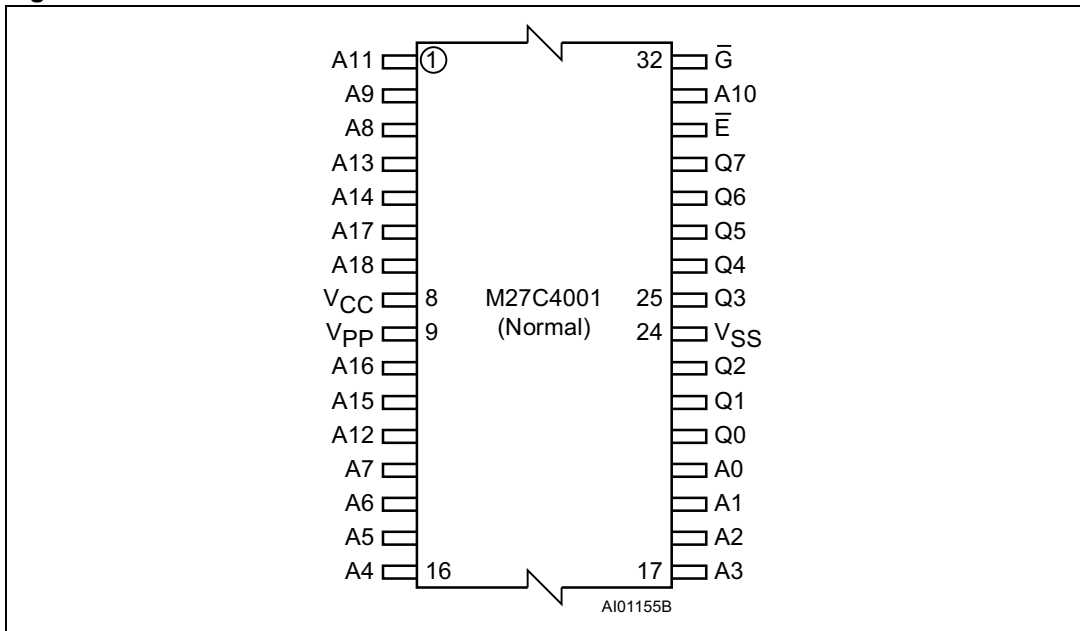 A11 1 32 G̅
A9 A10
A8 E̅
A13 Q7
A14 Q6
A17 Q5
A18 Q4
VCC 8 M27C4001 25 Q3
VPP 9 (Normal) 24 VSS
A16 Q2
A15 Q1
A12 Q0
A7 A0
A6 A1
A5 A2
A4 16 17 A3
AI01155B